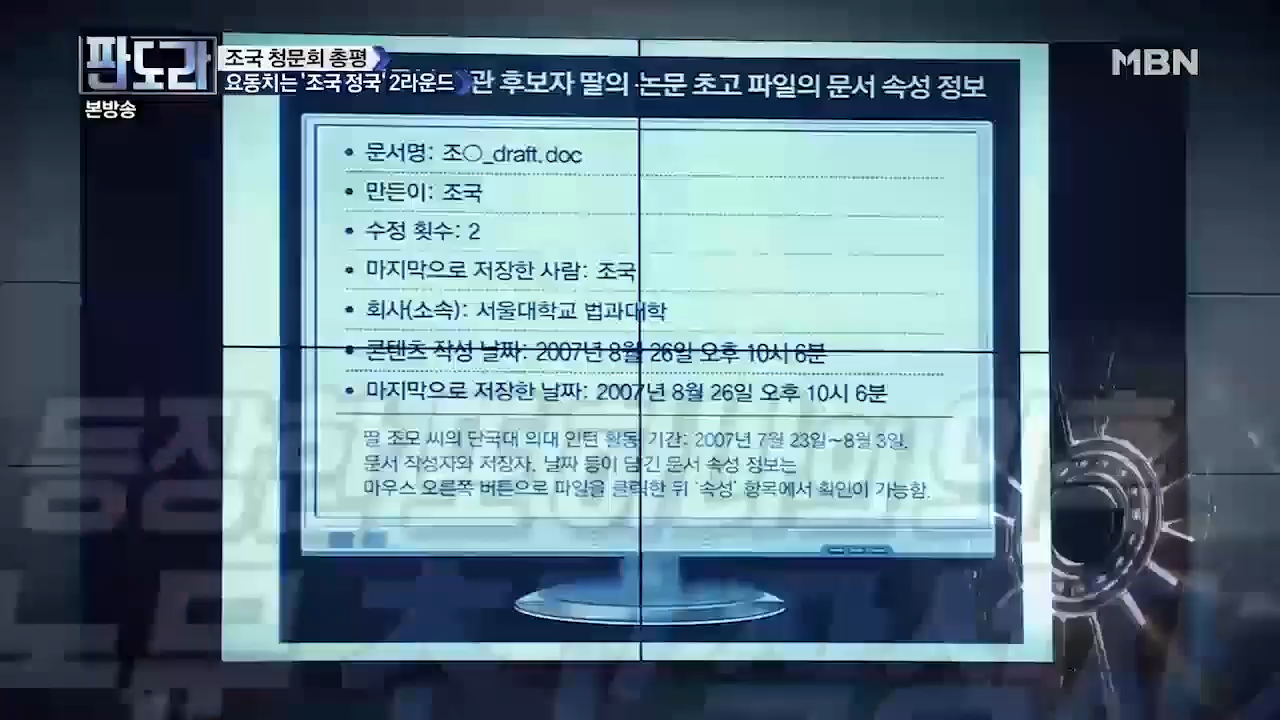 판도라
본방송
조국 청문회 총평
요동치는 '조국 정국' 2라운드
MBN
관 후보자 딸의 논문 초고 파일의 문서 속성 정보
• 문서명: 조○_draft.doc
• 만든이: 조국
• 수정 횟수: 2
• 마지막으로 저장한 사람: 조국
• 회사(소속): 서울대학교 법과대학
• 콘텐츠 작성 날짜: 2007년 8월 26일 오후 10시 6분
• 마지막으로 저장한 날짜: 2007년 8월 26일 오후 10시 6분
딸 조모 씨의 단국대 의대 인턴 활동 기간: 2007년 7월 23일~8월 3일.
문서 작성자와 저장자, 날짜 등이 담긴 문서 속성 정보는
마우스 오른쪽 버튼으로 파일을 클릭한 뒤 '속성' 항목에서 확인이 가능함.